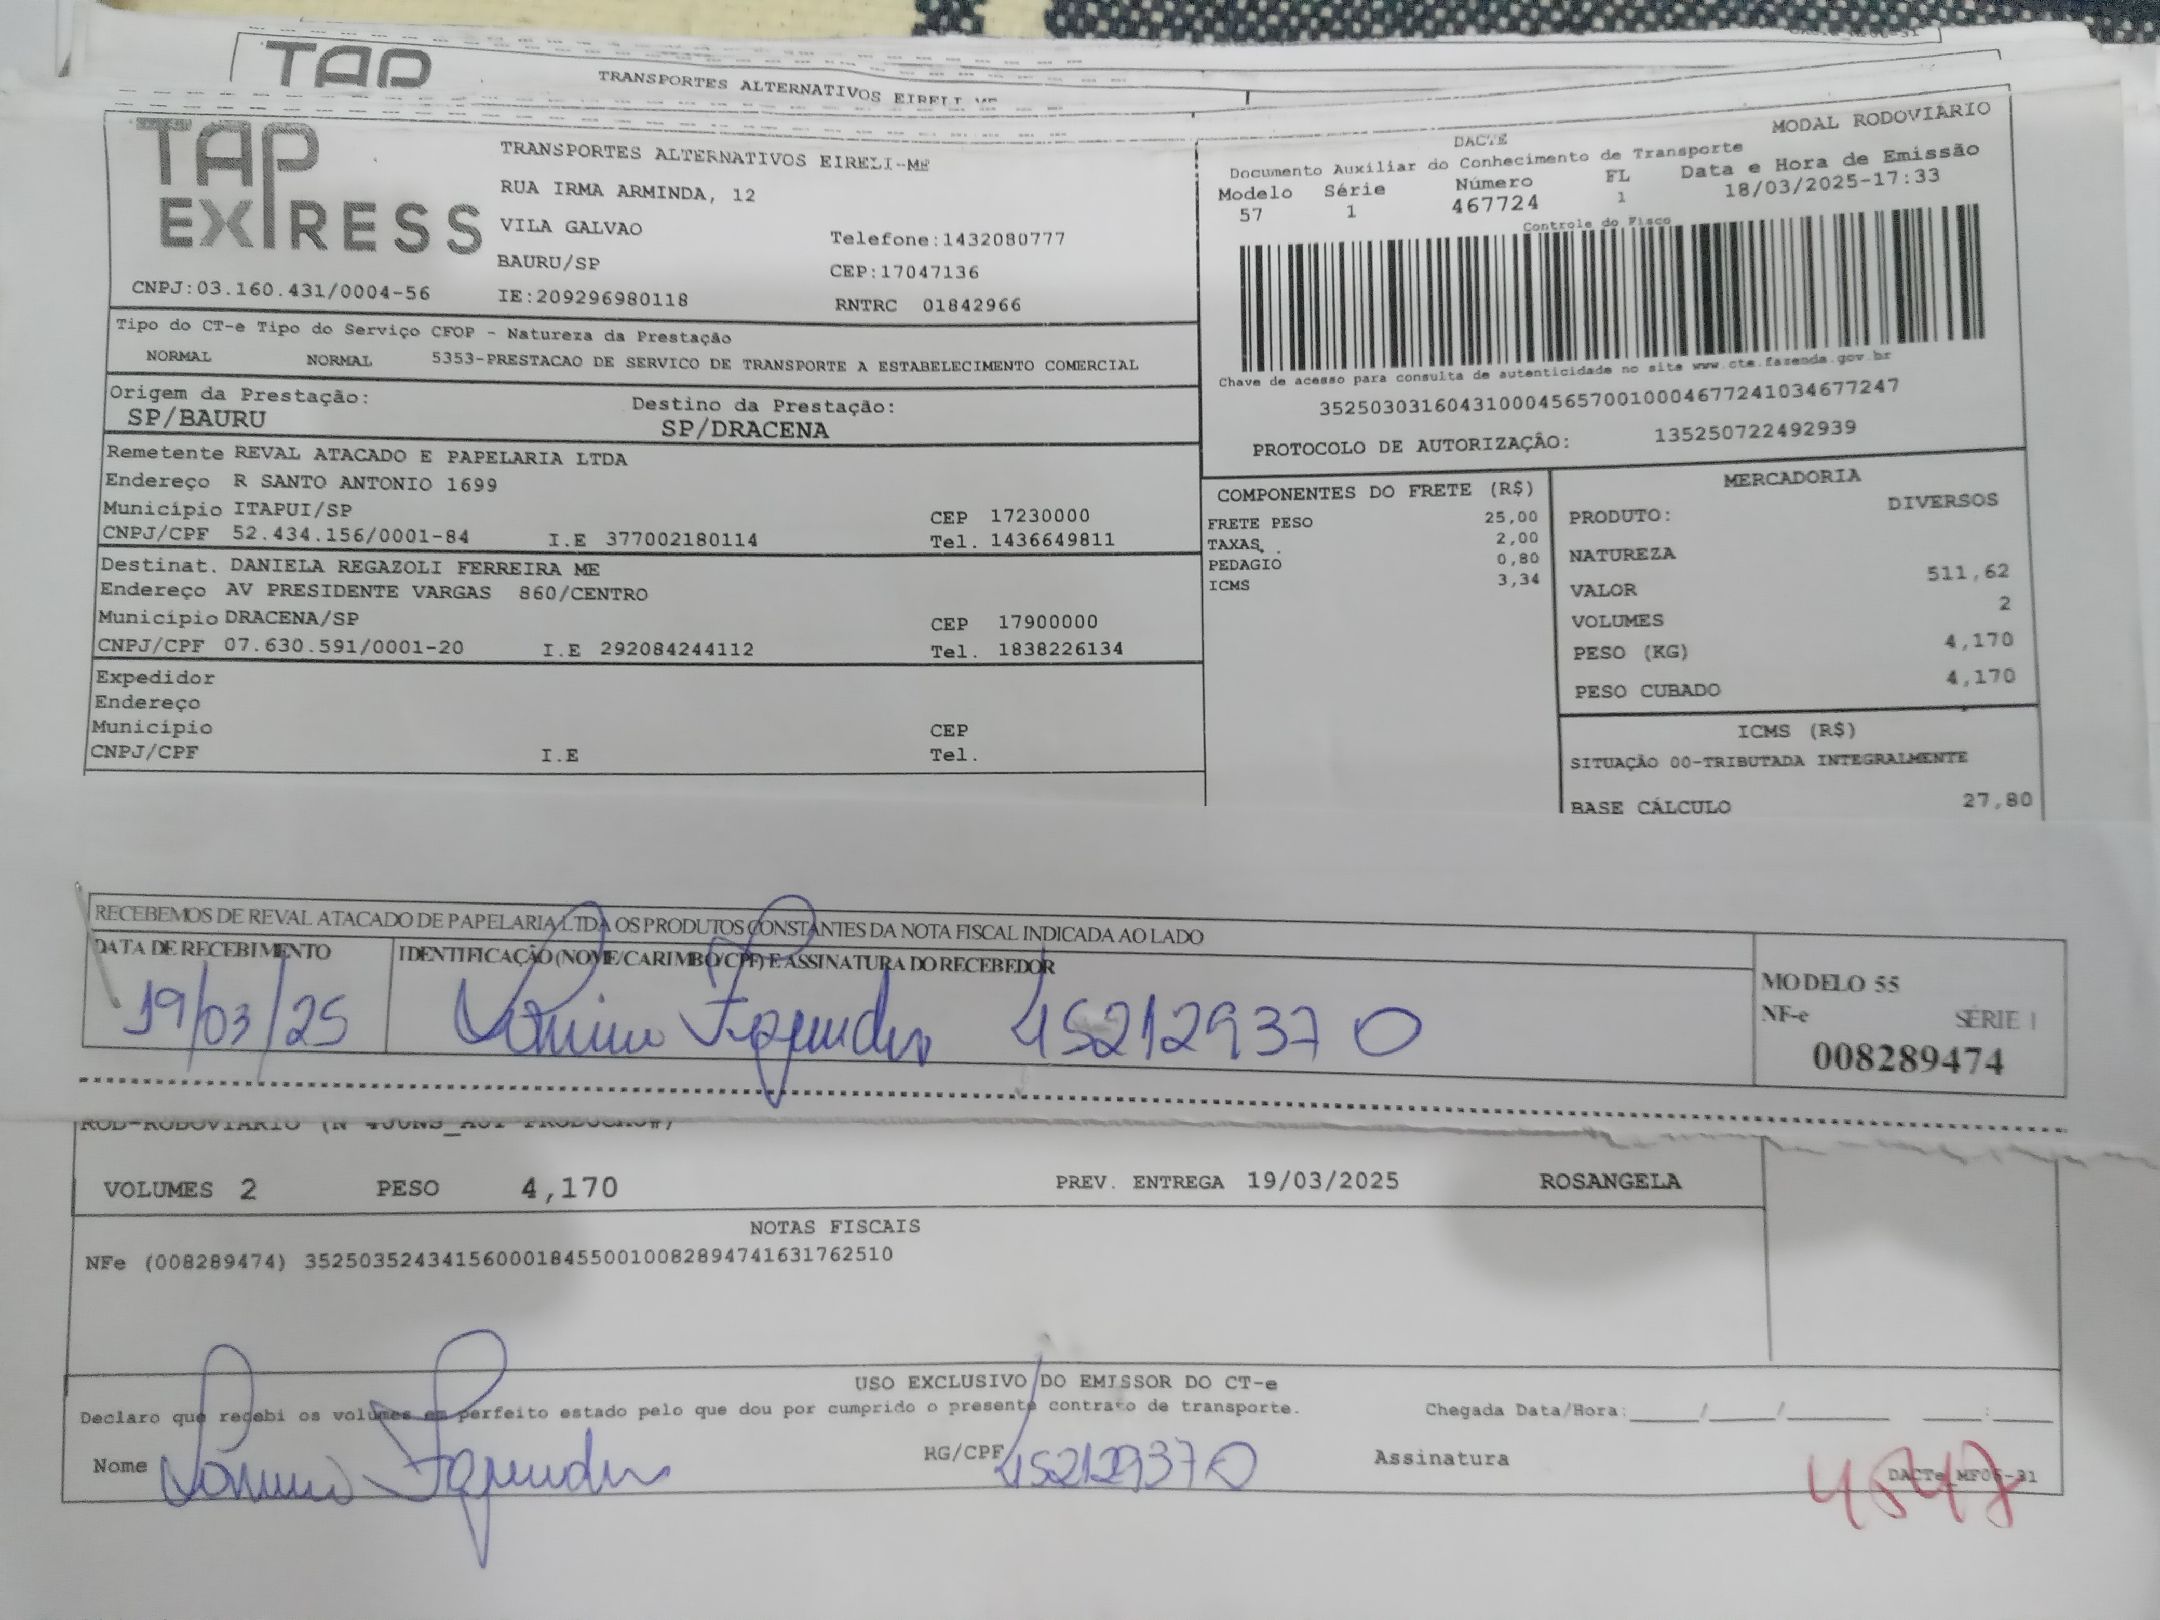 TAP
TRANSPORTES ALTERNATIVOS EIRELI-ME
TAP EXPRESS
TRANSPORTES ALTERNATIVOS EIRELI-ME
RUA IRMA ARMINDA, 12
VILA GALVAO
Telefone:1432080777
BAURU/SP
CEP:17047136
CNPJ:03.160.431/0004-56
IE:209296980118
RNTRC 01842966
DACTE
MODAL RODOVIÁRIO
Documento Auxiliar do Conhecimento de Transporte
Modelo Série Número FL Data e Hora de Emissão
57 1 467724 1 18/03/2025-17:33
Controle do Fisco
Chave de acesso para consulta de autenticidade no site www.cte.fazenda.gov.br
35250303160431000456570010004677241034677247
PROTOCOLO DE AUTORIZAÇÃO: 135250722492939
Tipo do CT-e Tipo do Serviço CFOP - Natureza da Prestação
NORMAL NORMAL 5353-PRESTACAO DE SERVICO DE TRANSPORTE A ESTABELECIMENTO COMERCIAL
Origem da Prestação: Destino da Prestação:
SP/BAURU SP/DRACENA
Remetente REVAL ATACADO E PAPELARIA LTDA
Endereço R SANTO ANTONIO 1699
Município ITAPUI/SP CEP 17230000
CNPJ/CPF 52.434.156/0001-84 I.E 377002180114 Tel. 1436649811
Destinat. DANIELA REGAZOLI FERREIRA ME
Endereço AV PRESIDENTE VARGAS 860/CENTRO
Município DRACENA/SP CEP 17900000
CNPJ/CPF 07.630.591/0001-20 I.E 292084244112 Tel. 1838226134
Expedidor
Endereço
Município CEP
CNPJ/CPF I.E Tel.
COMPONENTES DO FRETE (R$)
FRETE PESO 25,00
TAXAS 2,00
PEDAGIO 0,80
ICMS 3,34
MERCADORIA
PRODUTO: DIVERSOS
NATUREZA
VALOR 511,62
VOLUMES 2
PESO (KG) 4,170
PESO CUBADO 4,170
ICMS (R$)
SITUAÇÃO 00-TRIBUTADA INTEGRALMENTE
BASE CÁLCULO 27,80
RECEBEMOS DE REVAL ATACADO DE PAPELARIA LTDA OS PRODUTOS CONSTANTES DA NOTA FISCAL INDICADA AO LADO
DATA DE RECEBIMENTO IDENTIFICAÇÃO (NOME/CARIMBO/CPF) E ASSINATURA DO RECEBEDOR
19/03/25 45212937 0
MODELO 55
NF-e SÉRIE 1
008289474
VOLUMES 2 PESO 4,170 PREV. ENTREGA 19/03/2025 ROSANGELA
NOTAS FISCAIS
NFe (008289474) 35250352434156000184550010082894741631762510
USO EXCLUSIVO DO EMISSOR DO CT-e
Declaro que recebi os volumes em perfeito estado pelo que dou por cumprido o presente contrato de transporte. Chegada Data/Hora:____/____/______ ___:____
Nome RG/CPF 45212937 0 Assinatura
DACTe MF06-31